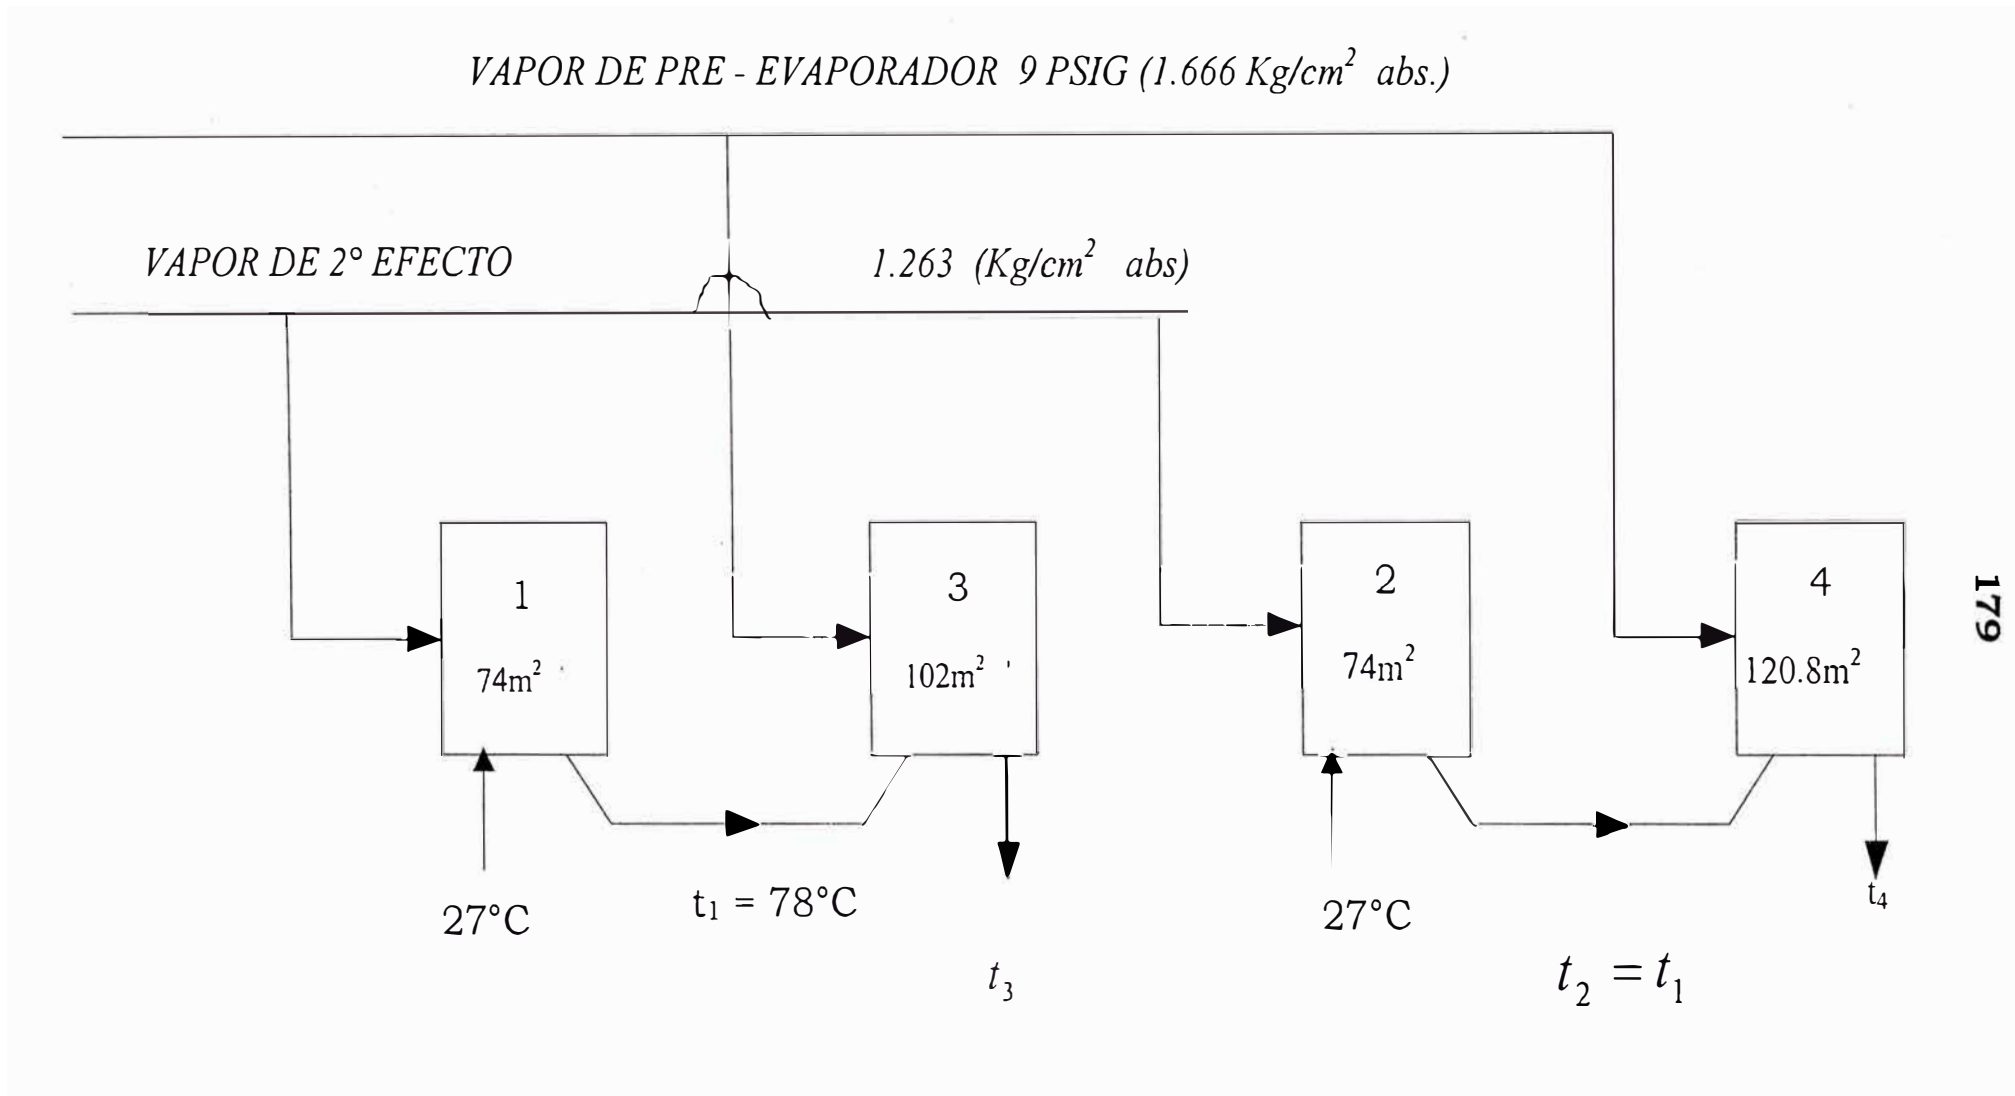 VAPOR DE PRE - EVAPORADOR 9 PSIG (1.666 Kg/cm² abs.)
VAPOR DE 2° EFECTO 1.263 (Kg/cm² abs)
1 3 2 4
74m² 102m² 74m² 120.8m²
27°C t₁ = 78°C 27°C t₄
t₃ t₂ = t₁
179